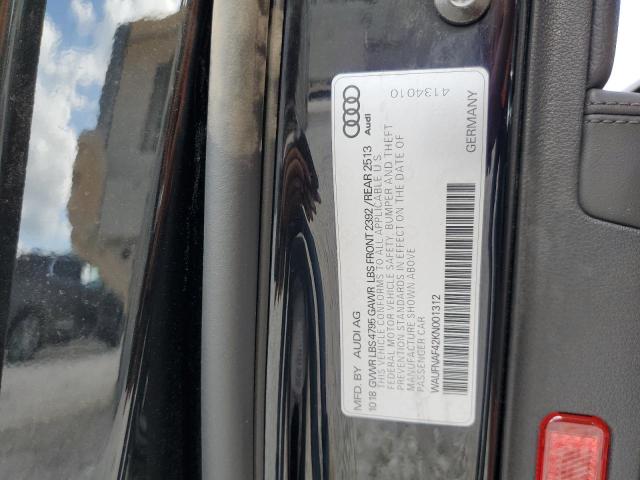 4134010
Audi
MFD. BY AUDI AG
1018 GVWR LBS 4795 GAWR LBS FRONT 2392 / REAR 2513
THIS VEHICLE CONFORMS TO ALL APPLICABLE U.S.
FEDERAL MOTOR VEHICLE SAFETY, BUMPER AND THEFT
PREVENTION STANDARDS IN EFFECT ON THE DATE OF
MANUFACTURE SHOWN ABOVE
PASSENGER CAR
WAUFNAF42KN001312
GERMANY